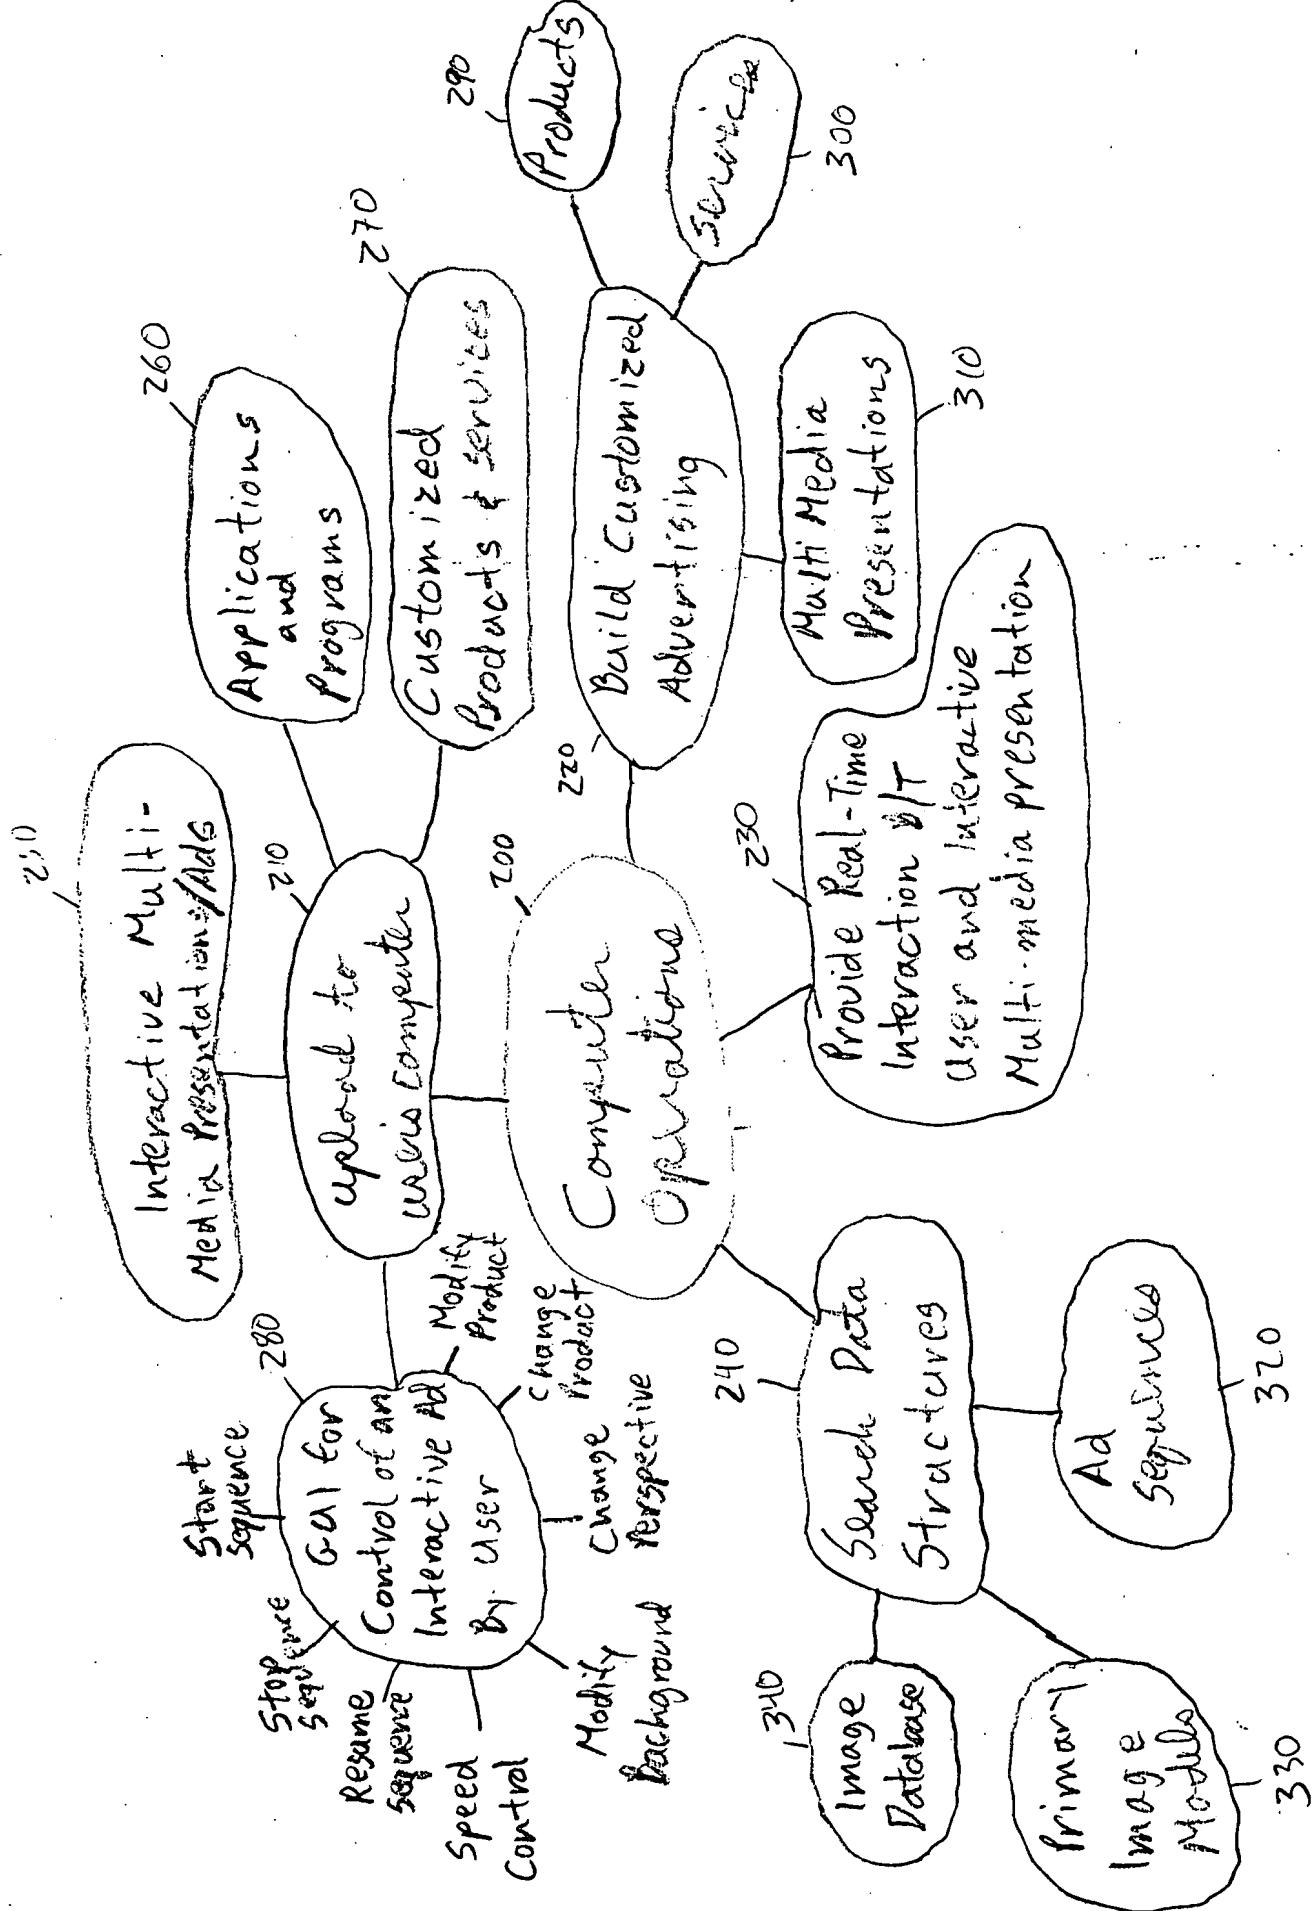 250
Interactive Multi-
Media Presentations/Ads
260
Applications
and
Programs
270
Customized
Products & services
210
Upload to
user's computer
280
GUI for
Control of an
Interactive Ad
By User
Start
Sequence
Stop
Sequence
Resume
Sequence
Speed
Control
Modify
Background
Change
Perspective
Change
Product
Modify
Product
200
Computer
Operations
220
Build Customized
Advertising
290
Products
Services
300
Multi Media
Presentations
310
230
Provide Real-Time
Interaction B/T
User and Interactive
Multi-media presentation
240
Search Data
Structures
340
Image
Database
Primary
Image
Models
330
Ad
Sequences
320